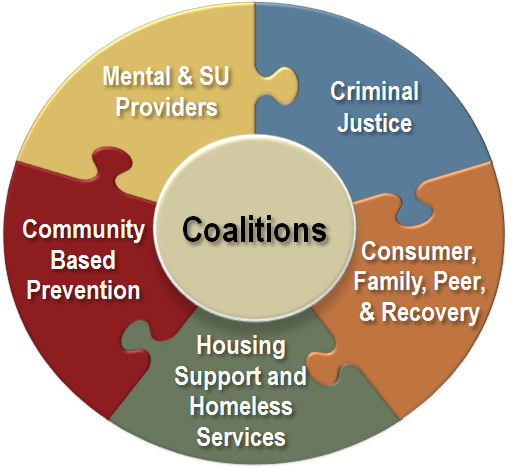 Mental & SU
Providers
Criminal
Justice
Community
Based
Prevention
Coalitions
Consumer,
Family, Peer,
& Recovery
Housing
Support and
Homeless
Services